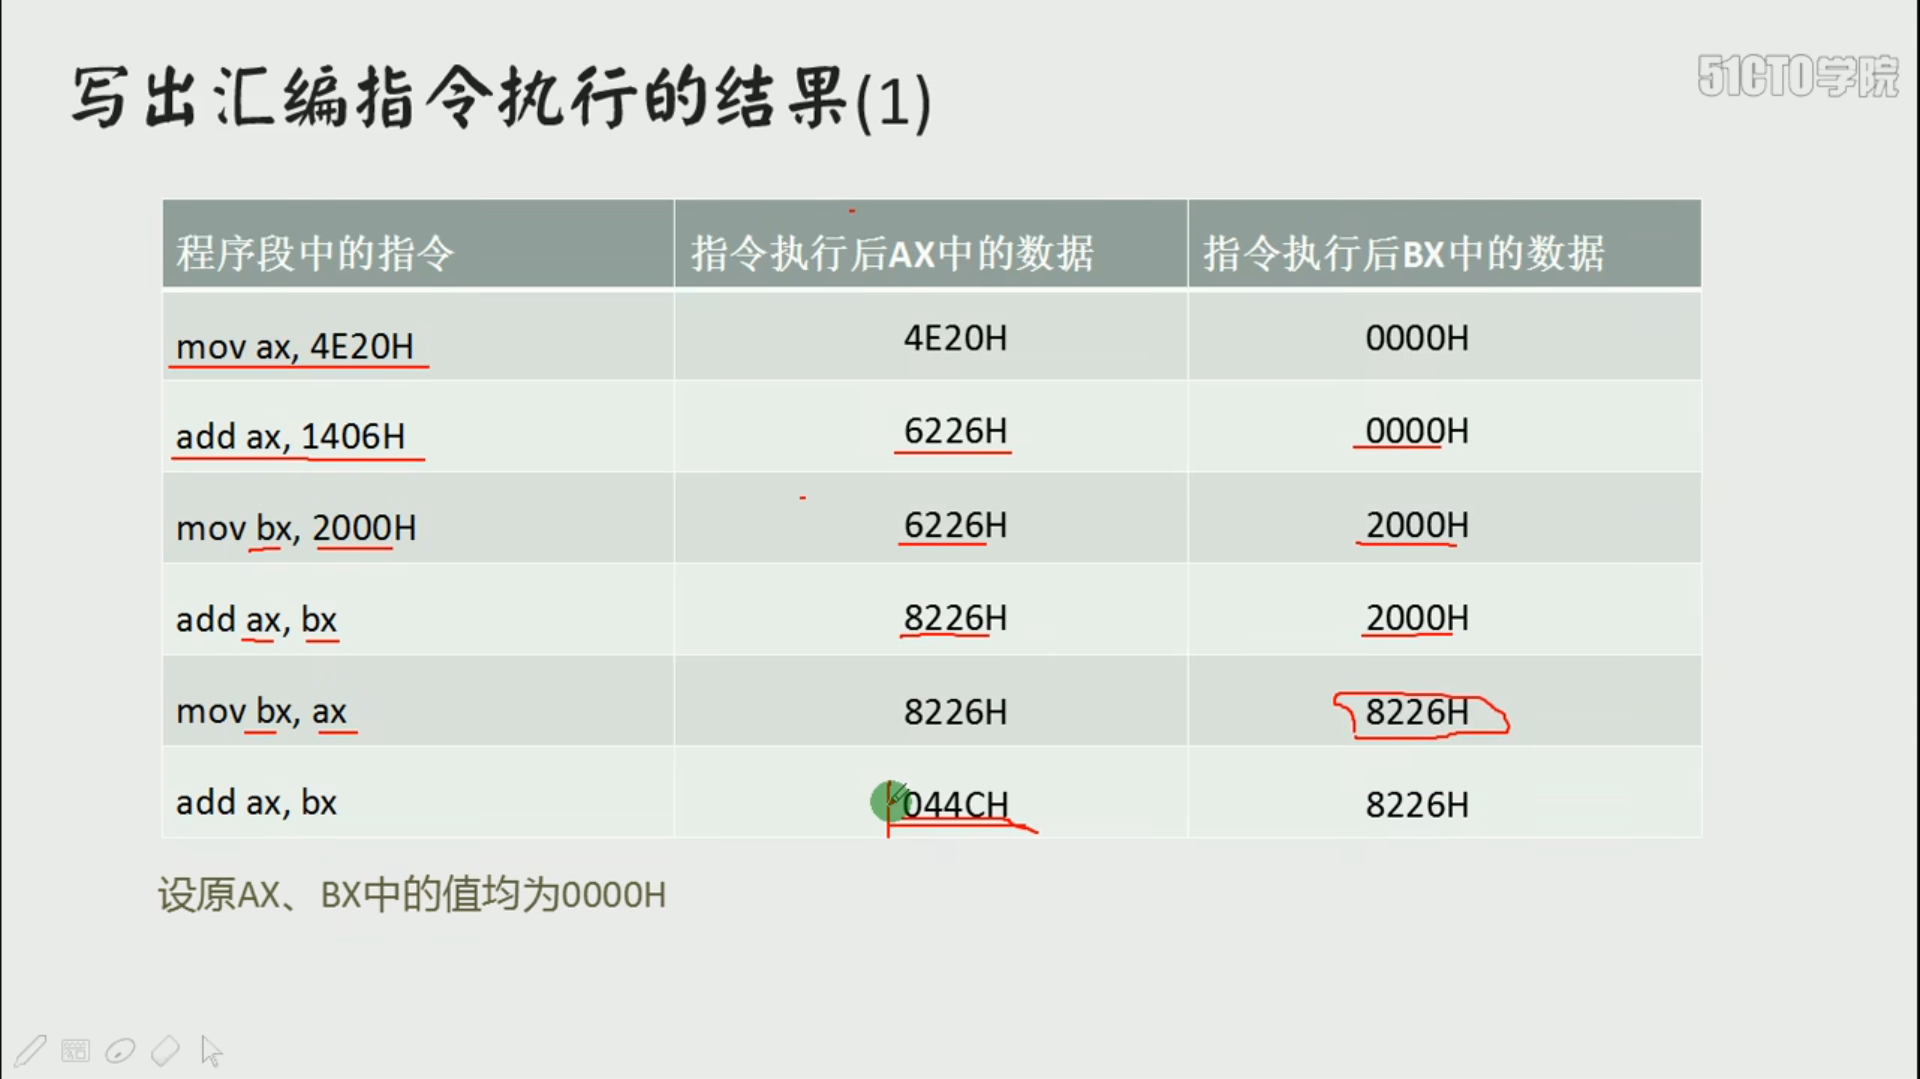 写出汇编指令执行的结果(1)
51CTO学院
程序段中的指令 指令执行后AX中的数据 指令执行后BX中的数据
mov ax, 4E20H 4E20H 0000H
add ax, 1406H 6226H 0000H
mov bx, 2000H 6226H 2000H
add ax, bx 8226H 2000H
mov bx, ax 8226H 8226H
add ax, bx 044CH 8226H
设原AX、BX中的值均为0000H